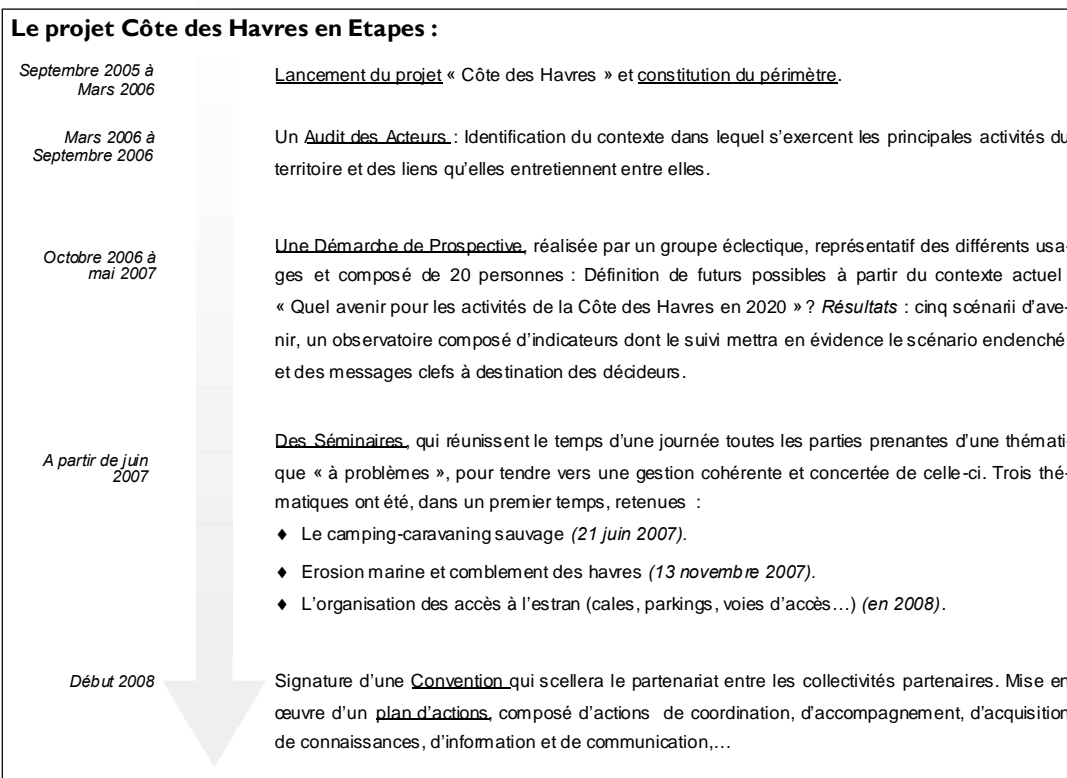 Le projet Côte des Havres en Etapes :
Septembre 2005 à
Mars 2006
Lancement du projet « Côte des Havres » et constitution du périmètre.
Mars 2006 à
Septembre 2006
Un Audit des Acteurs : Identification du contexte dans lequel s'exercent les principales activités du
territoire et des liens qu'elles entretiennent entre elles.
Octobre 2006 à
mai 2007
Une Démarche de Prospective, réalisée par un groupe éclectique, représentatif des différents usa-
ges et composé de 20 personnes : Définition de futurs possibles à partir du contexte actuel
« Quel avenir pour les activités de la Côte des Havres en 2020 » ? Résultats : cinq scénarii d'ave-
nir, un observatoire composé d'indicateurs dont le suivi mettra en évidence le scénario enclenché
et des messages clefs à destination des décideurs.
A partir de juin
2007
Des Séminaires, qui réunissent le temps d'une journée toutes les parties prenantes d'une thémati-
que « à problèmes », pour tendre vers une gestion cohérente et concertée de celle-ci. Trois thé-
matiques ont été, dans un premier temps, retenues :
♦ Le camping-caravaning sauvage (21 juin 2007).
♦ Erosion marine et comblement des havres (13 novembre 2007).
♦ L'organisation des accès à l'estran (cales, parkings, voies d'accès…) (en 2008).
Début 2008
Signature d'une Convention qui scellera le partenariat entre les collectivités partenaires. Mise en
œuvre d'un plan d'actions, composé d'actions de coordination, d'accompagnement, d'acquisition
de connaissances, d'information et de communication,…